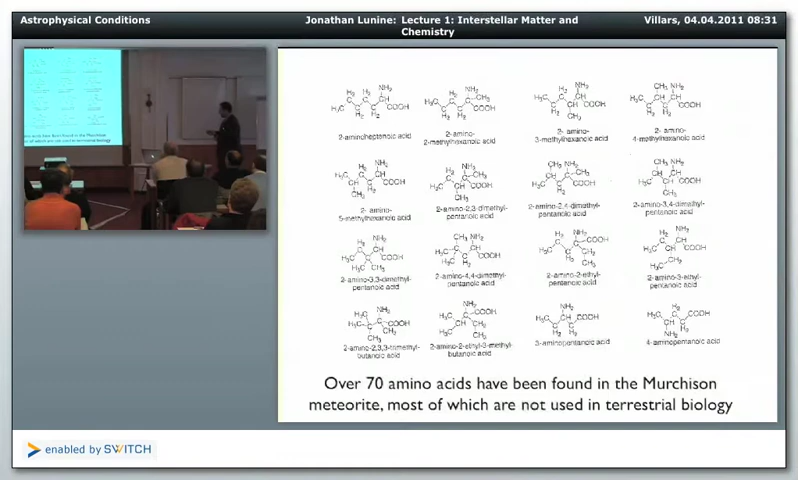 Astrophysical Conditions
Jonathan Lunine: Lecture 1: Interstellar Matter and
Chemistry
Villars, 04.04.2011 08:31
2-aminoheptanoic acid
2-amino-
2-methylhexanoic acid
2- amino-
3-methylhexanoic acid
2- amino-
4-methylhexanoic acid
2- amino-
5-methylhexanoic acid
2-amino-2,3-dimethyl-
pentanoic acid
2-amino-2,4-dimethyl-
pentanoic acid
2-amino-3,4-dimethyl-
pentanoic acid
2-amino-3,3-dimethyl-
pentanoic acid
2-amino-4,4-dimethyl-
pentanoic acid
2-amino-2-ethyl-
pentanoic acid
2-amino-3-ethyl-
pentanoic acid
2-amino-2,3,3-trimethyl-
butanoic acid
2-amino-2-ethyl-3-methyl-
butanoic acid
3-aminopentanoic acid
4-aminopentanoic acid
Over 70 amino acids have been found in the Murchison
meteorite, most of which are not used in terrestrial biology
enabled by SWITCH